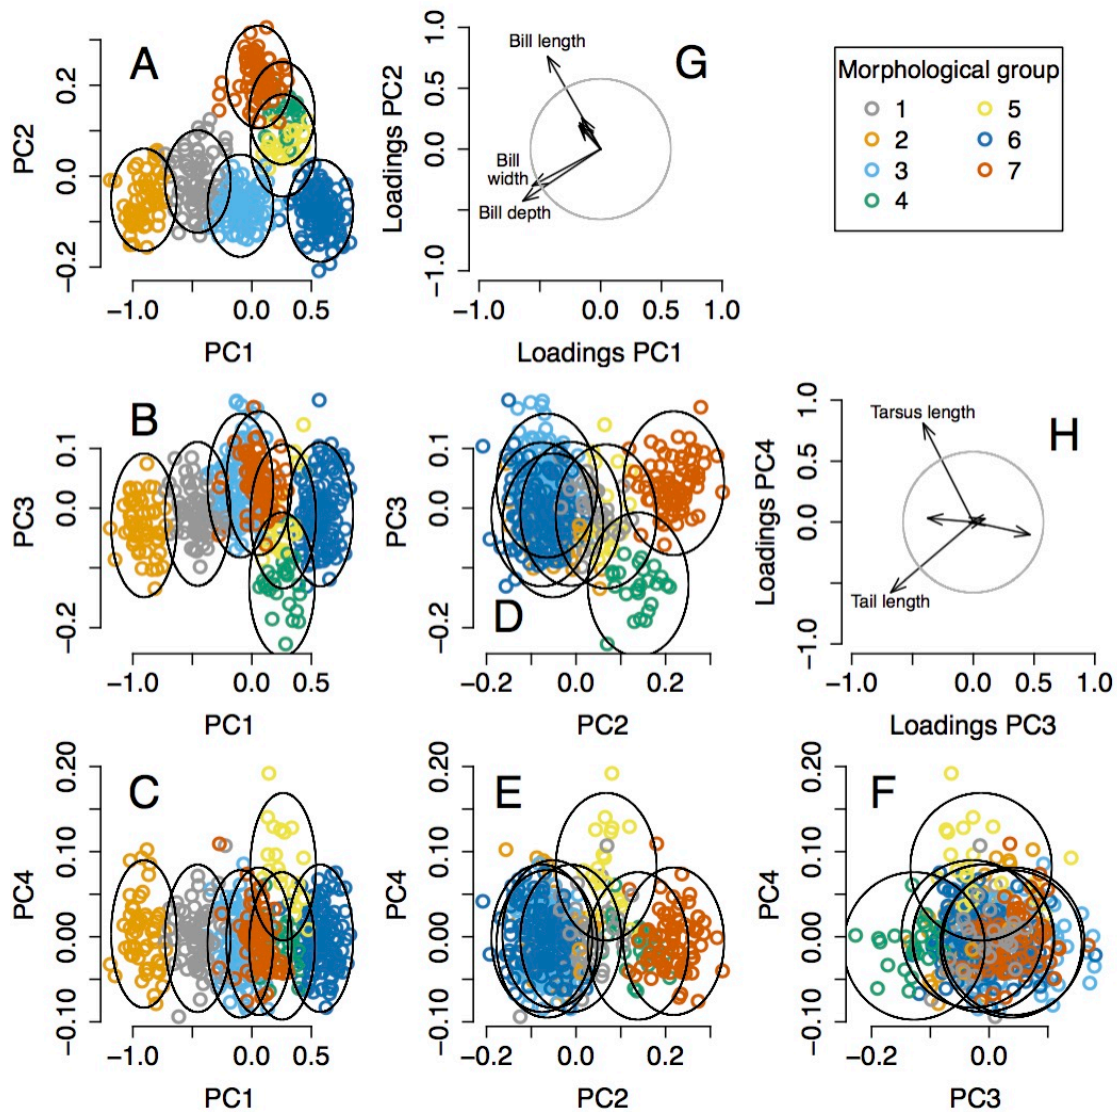 A
PC2
0.2
0.0
−0.2
−1.0 0.0 0.5
PC1
G
Loadings PC2
1.0
0.5
0.0
−1.0
Bill length
Bill
width
Bill depth
−1.0 0.0 1.0
Loadings PC1
Morphological group
1 5
2 6
3 7
4
B
PC3
0.1
0.0
−0.2
−1.0 0.0 0.5
PC1
D
PC3
0.1
0.0
−0.2
−0.2 0.0 0.2
PC2
H
Loadings PC4
1.0
0.5
0.0
−1.0
Tarsus length
Tail length
−1.0 0.0 1.0
Loadings PC3
C
PC4
0.20
0.10
0.00
−0.10
−1.0 0.0 0.5
PC1
E
PC4
0.20
0.10
0.00
−0.10
−0.2 0.0 0.2
PC2
F
PC4
0.20
0.10
0.00
−0.10
−0.2 0.0
PC3